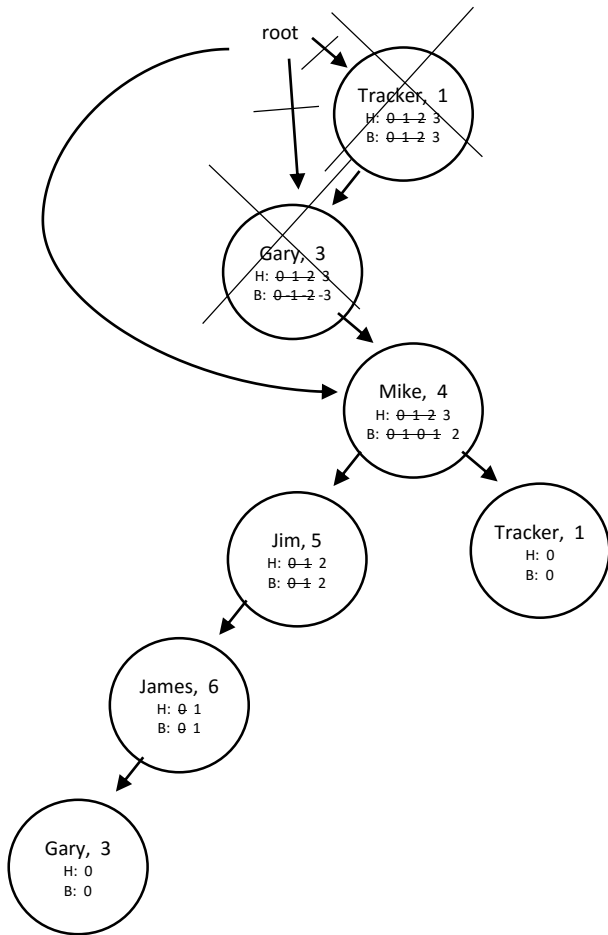 root
Tracker, 1
H: 0 1 2 3
B: 0 1 2 3
Gary, 3
H: 0 1 2 3
B: 0 -1 -2 -3
Mike, 4
H: 0 1 2 3
B: 0 1 0 1 2
Jim, 5
H: 0 1 2
B: 0 1 2
Tracker, 1
H: 0
B: 0
James, 6
H: 0 1
B: 0 1
Gary, 3
H: 0
B: 0